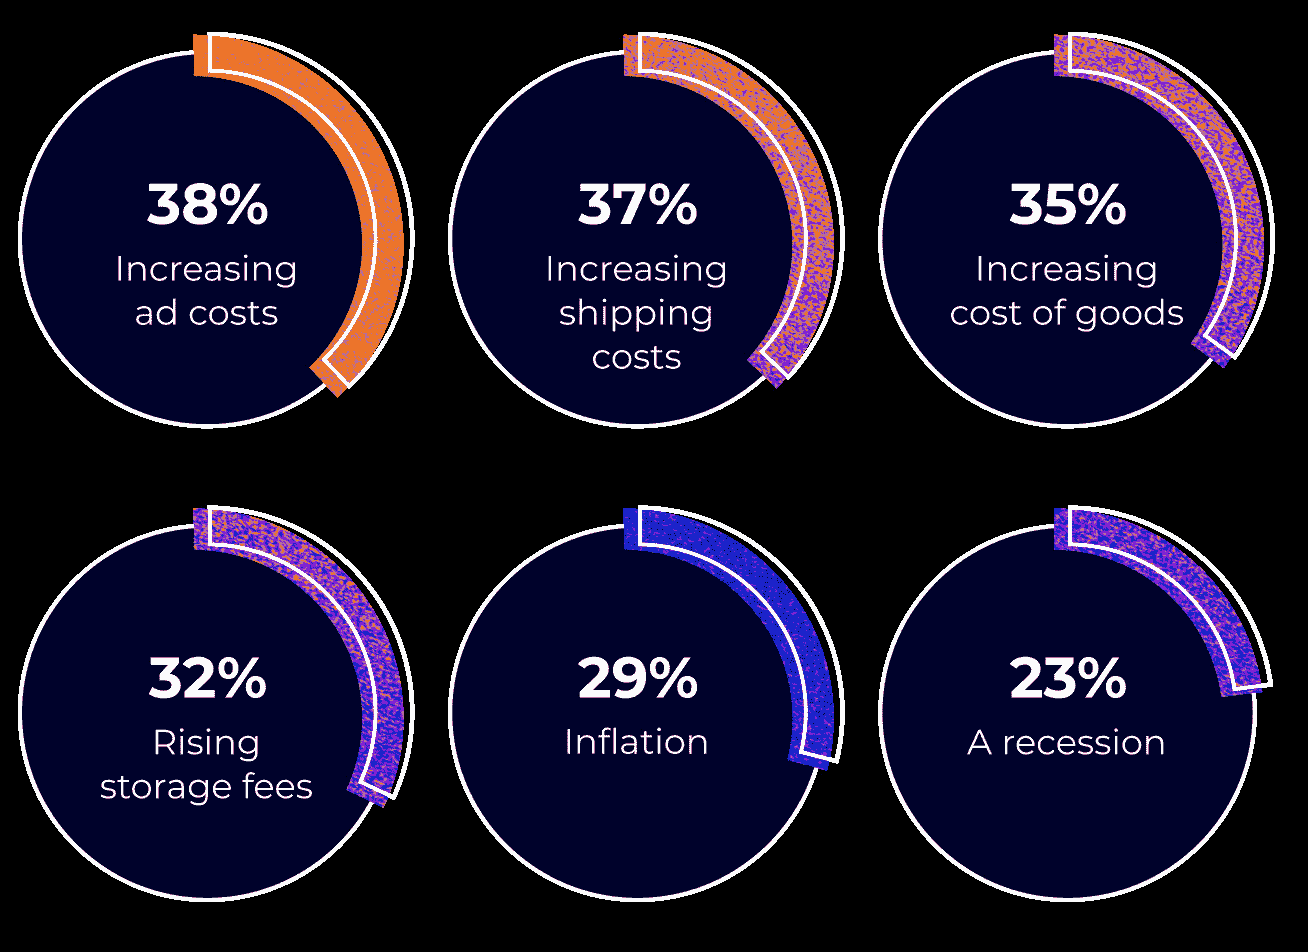 38%
Increasing
ad costs
37%
Increasing
shipping
costs
35%
Increasing
cost of goods
32%
Rising
storage fees
29%
Inflation
23%
A recession